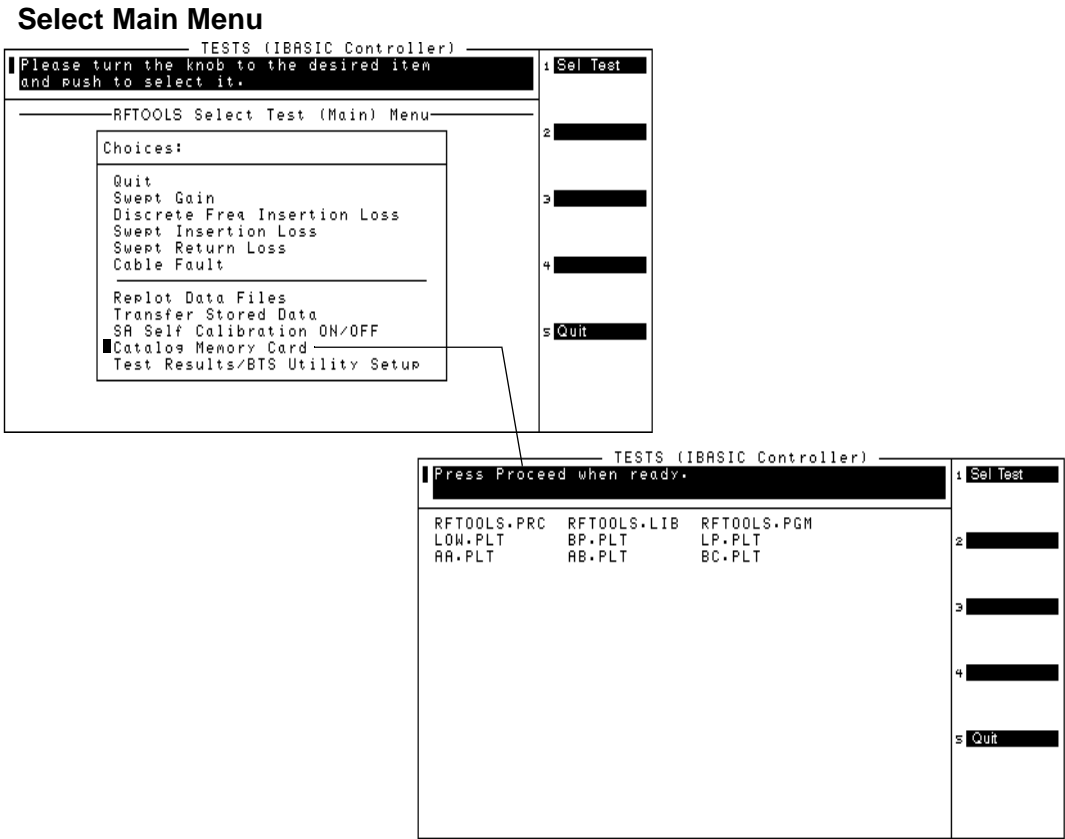 Select Main Menu
TESTS (IBASIC Controller)
Please turn the knob to the desired item
and push to select it.
1 Sel Test
2
3
4
5 Quit
RFTOOLS Select Test (Main) Menu
Choices:
Quit
Swept Gain
Discrete Freq Insertion Loss
Swept Insertion Loss
Swept Return Loss
Cable Fault
Replot Data Files
Transfer Stored Data
SA Self Calibration ON/OFF
Catalog Memory Card
Test Results/BTS Utility Setup
TESTS (IBASIC Controller)
Press Proceed when ready.
1 Sel Test
2
3
4
5 Quit
RFTOOLS.PRC RFTOOLS.LIB RFTOOLS.PGM
LOW.PLT BP.PLT LP.PLT
AA.PLT AB.PLT BC.PLT